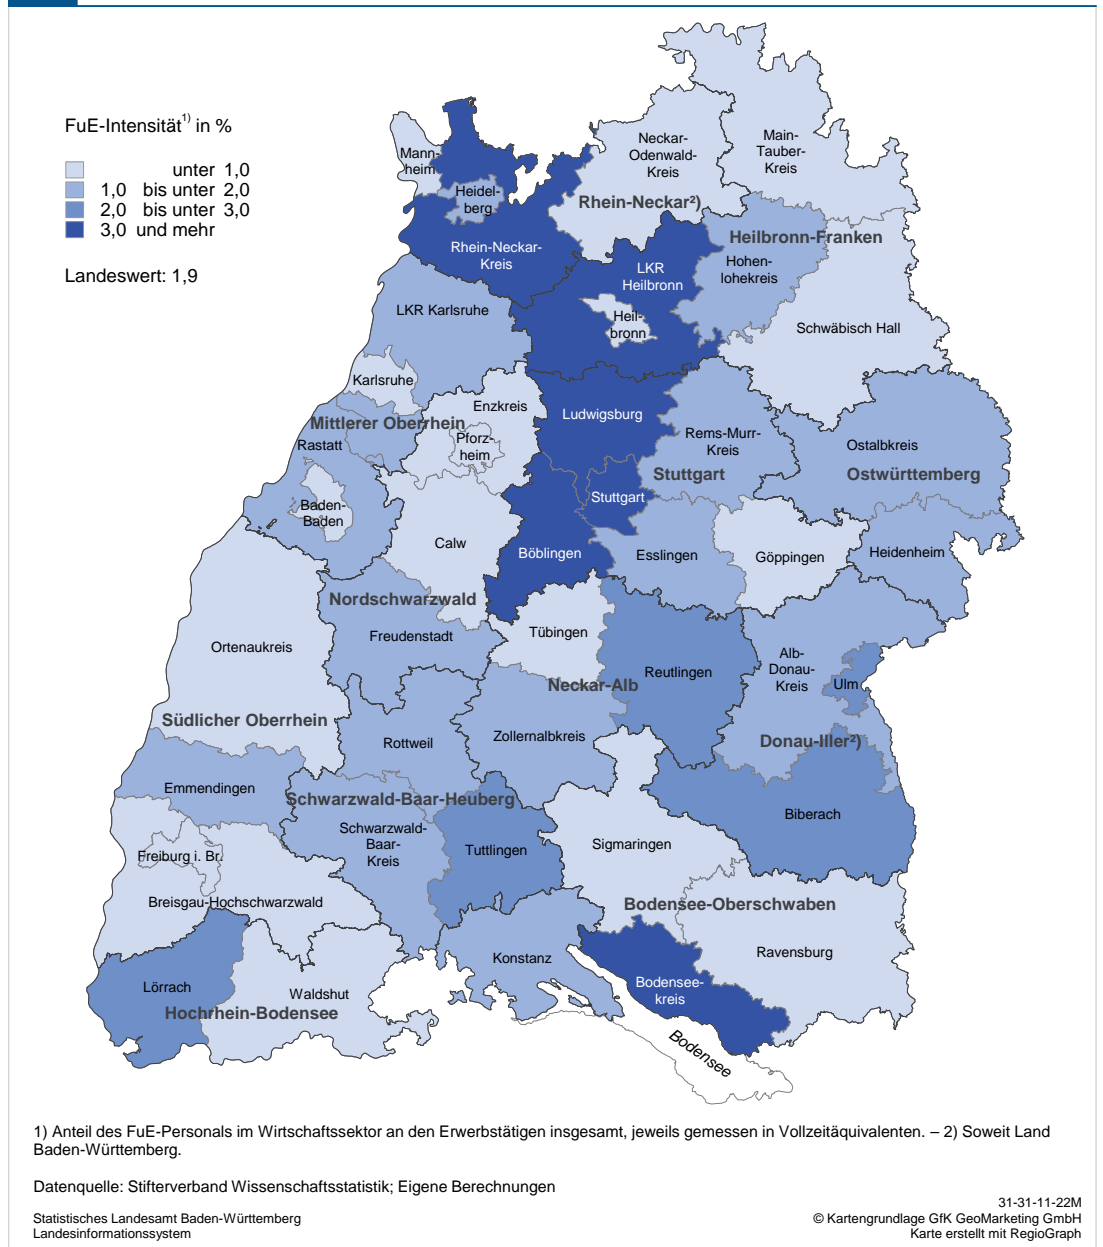 FuE-Intensität1) in %
unter 1,0
1,0 bis unter 2,0
2,0 bis unter 3,0
3,0 und mehr
Landeswert: 1,9
Mann-
heim
Heidel-
berg
Rhein-Neckar-
Kreis
Neckar-
Odenwald-
Kreis
Main-
Tauber-
Kreis
Rhein-Neckar²)
Heilbronn-Franken
LKR
Heilbronn
Hohen-
lohekreis
Heil-
bronn
Schwäbisch Hall
LKR Karlsruhe
Karlsruhe
Enzkreis
Mittlerer Oberrhein
Pforz-
heim
Rastatt
Baden-
Baden
Ludwigsburg
Rems-Murr-
Kreis
Stuttgart
Stuttgart
Ostalbkreis
Ostwürttemberg
Calw
Böblingen
Esslingen
Göppingen
Heidenheim
Nordschwarzwald
Freudenstadt
Tübingen
Ortenaukreis
Reutlingen
Alb-
Donau-
Kreis
Ulm
Neckar-Alb
Südlicher Oberrhein
Rottweil
Zollernalbkreis
Donau-Iller²)
Emmendingen
Schwarzwald-Baar-Heuberg
Schwarzwald-
Baar-
Kreis
Tuttlingen
Sigmaringen
Biberach
Freiburg i. Br.
Breisgau-Hochschwarzwald
Bodensee-Oberschwaben
Ravensburg
Konstanz
Lörrach
Waldshut
Hochrhein-Bodensee
Bodensee-
kreis
Bodensee
1) Anteil des FuE-Personals im Wirtschaftssektor an den Erwerbstätigen insgesamt, jeweils gemessen in Vollzeitäquivalenten. – 2) Soweit Land
Baden-Württemberg.
Datenquelle: Stifterverband Wissenschaftsstatistik; Eigene Berechnungen
Statistisches Landesamt Baden-Württemberg
Landesinformationssystem
31-31-11-22M
© Kartengrundlage GfK GeoMarketing GmbH
Karte erstellt mit RegioGraph